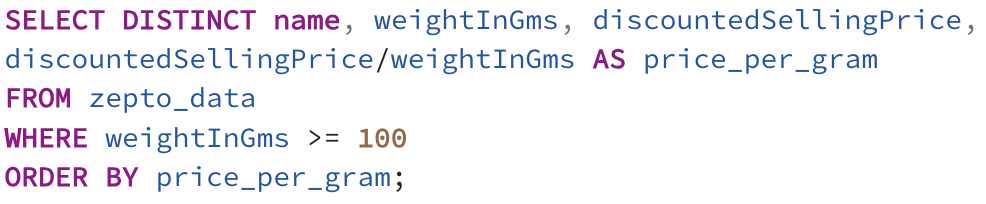 SELECT DISTINCT name, weightInGms, discountedSellingPrice,
discountedSellingPrice/weightInGms AS price_per_gram
FROM zepto_data
WHERE weightInGms >= 100
ORDER BY price_per_gram;